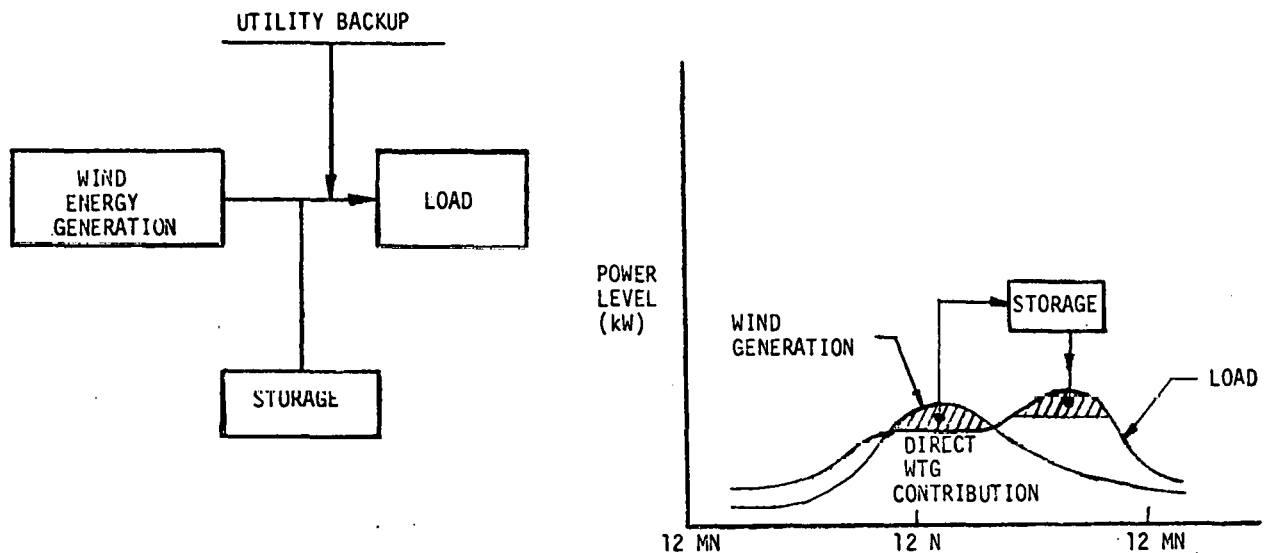 UTILITY BACKUP
WIND
ENERGY
GENERATION
LOAD
STORAGE
POWER
LEVEL
(kW)
WIND
GENERATION
STORAGE
LOAD
DIRECT
WTG
CONTRIBUTION
12 MN
12 N
12 MN